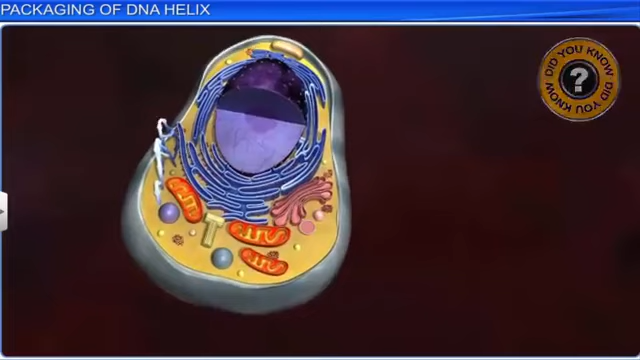 PACKAGING OF DNA HELIX
DID YOU KNOW
?
DID YOU KNOW